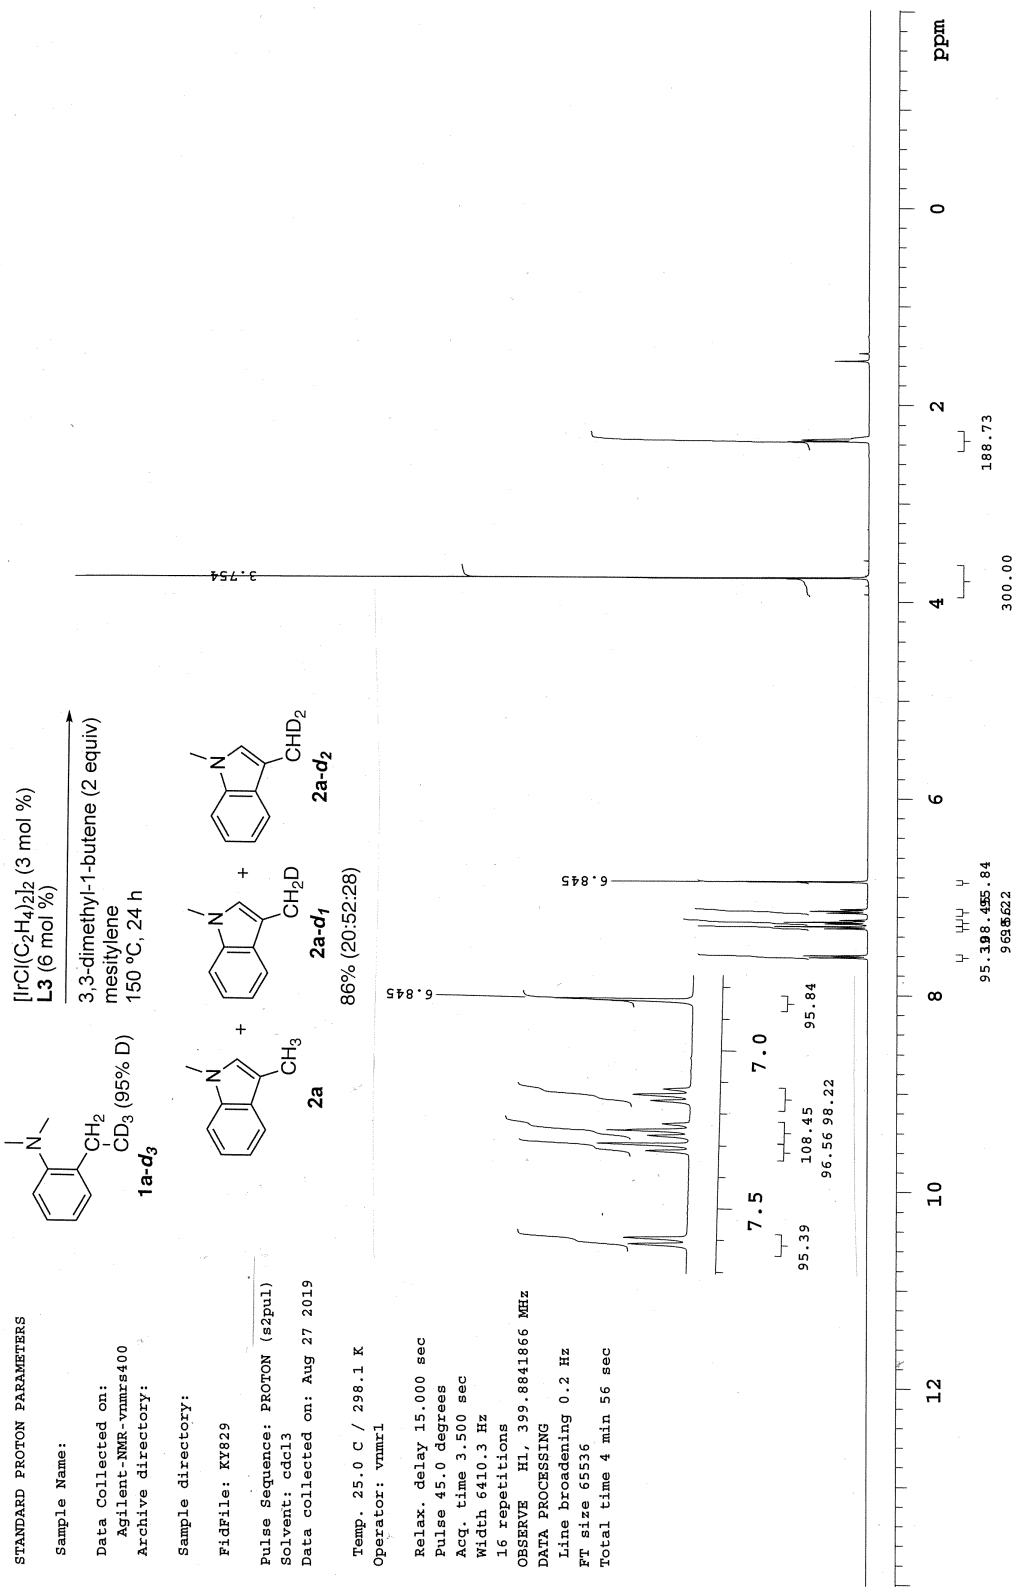 STANDARD PROTON PARAMETERS
Sample Name:
Data Collected on:
Agilent-NMR-vnmrs400
Archive directory:
Sample directory:
FidFile: KY829
Pulse Sequence: PROTON (s2pul)
Solvent: cdcl3
Data collected on: Aug 27 2019
Temp. 25.0 C / 298.1 K
Operator: vnmr1
Relax. delay 15.000 sec
Pulse 45.0 degrees
Acq. time 3.500 sec
Width 6410.3 Hz
16 repetitions
OBSERVE H1, 399.8841866 MHz
DATA PROCESSING
Line broadening 0.2 Hz
FT size 65536
Total time 4 min 56 sec
N
CH2
CD3 (95% D)
1a-d3
[IrCl(C2H4)2]2 (3 mol %)
L3 (6 mol %)
3,3-dimethyl-1-butene (2 equiv)
mesitylene
150 ºC, 24 h
N
CH3
2a
+
N
CH2D
2a-d1
+
N
CHD2
2a-d2
86% (20:52:28)
6.845
7.5
7.0
95.39
108.45
95.84
96.56 98.22
6.845
3.754
12
10
8
6
4
2
0
ppm
95.39
95.84
300.00
188.73